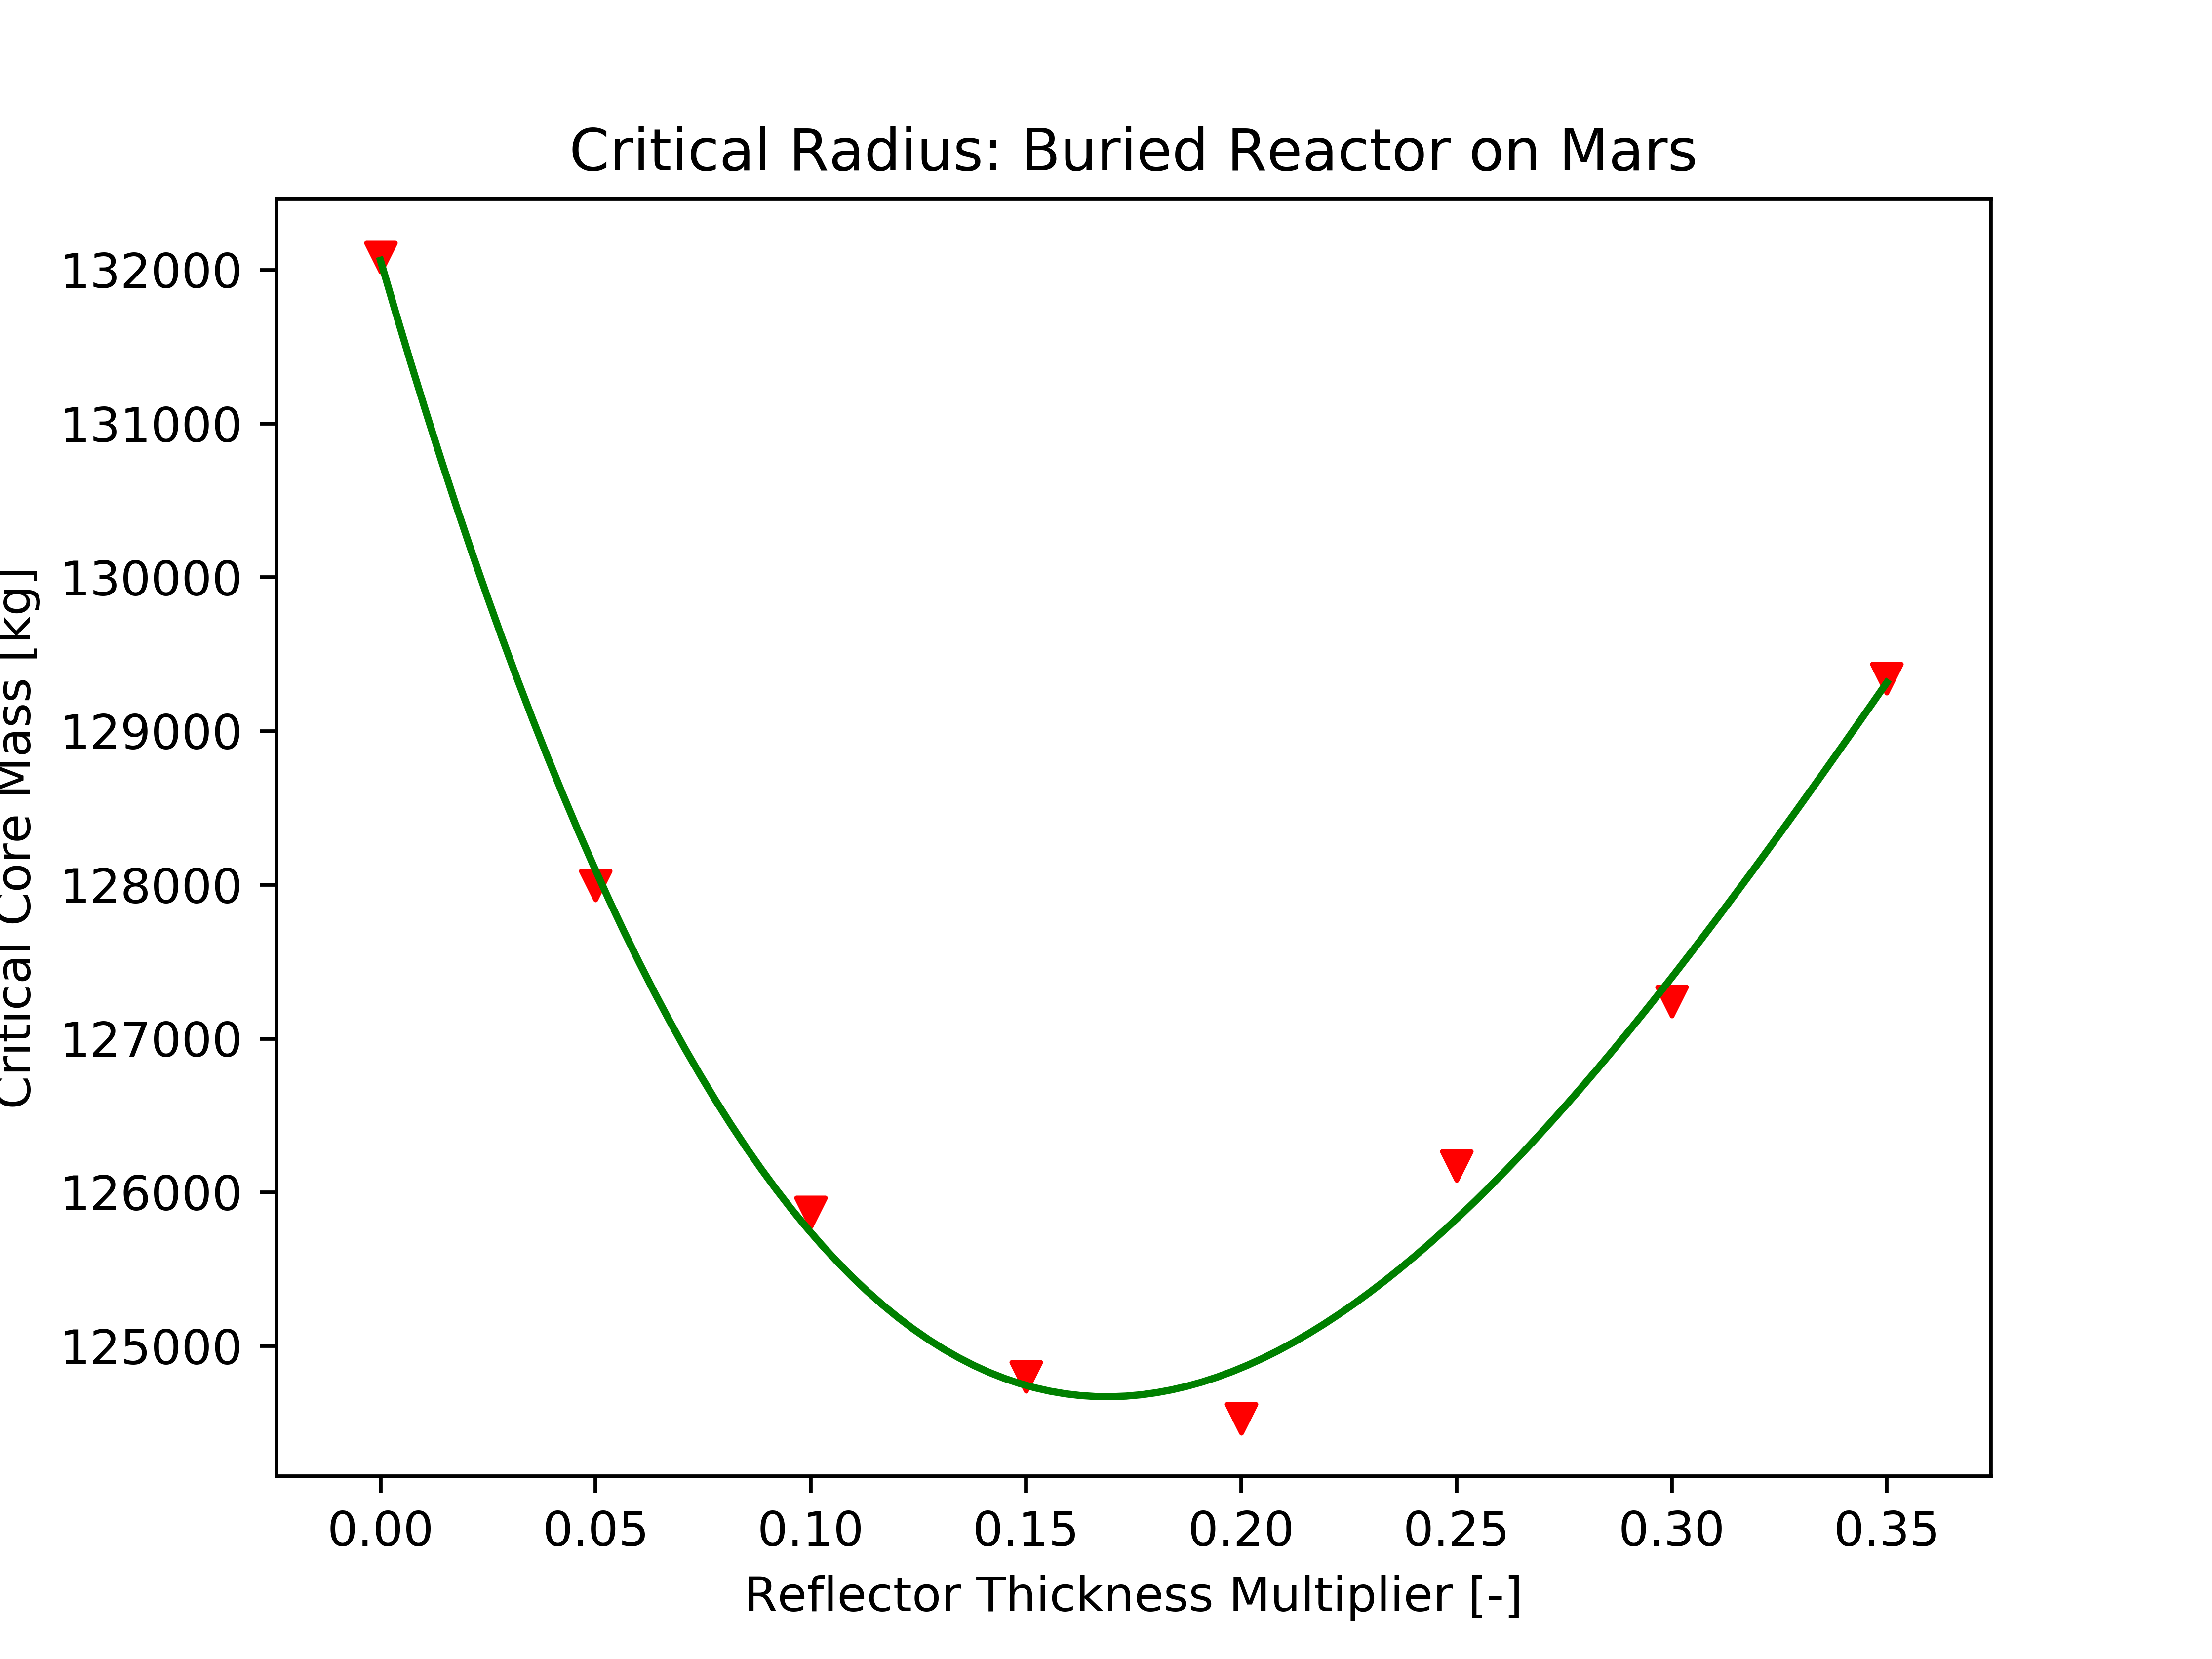 Critical Radius: Buried Reactor on Mars
Critical Core Mass [kg]
132000
131000
130000
129000
128000
127000
126000
125000
0.00 0.05 0.10 0.15 0.20 0.25 0.30 0.35
Reflector Thickness Multiplier [-]